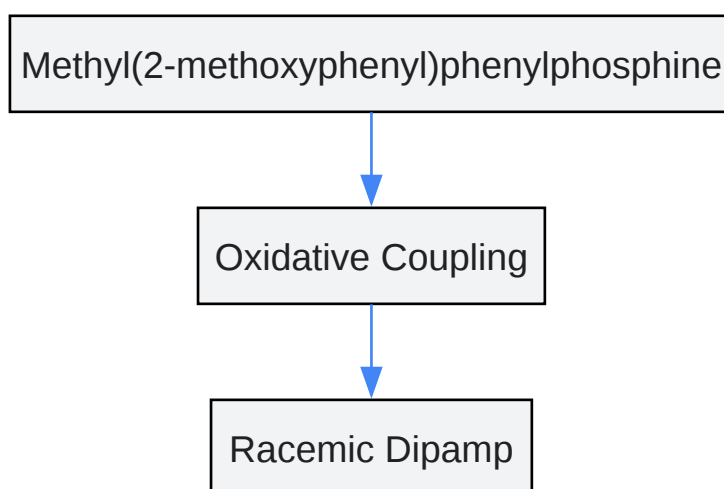 Methyl(2-methoxyphenyl)phenylphosphine
Oxidative Coupling
Racemic Dipamp